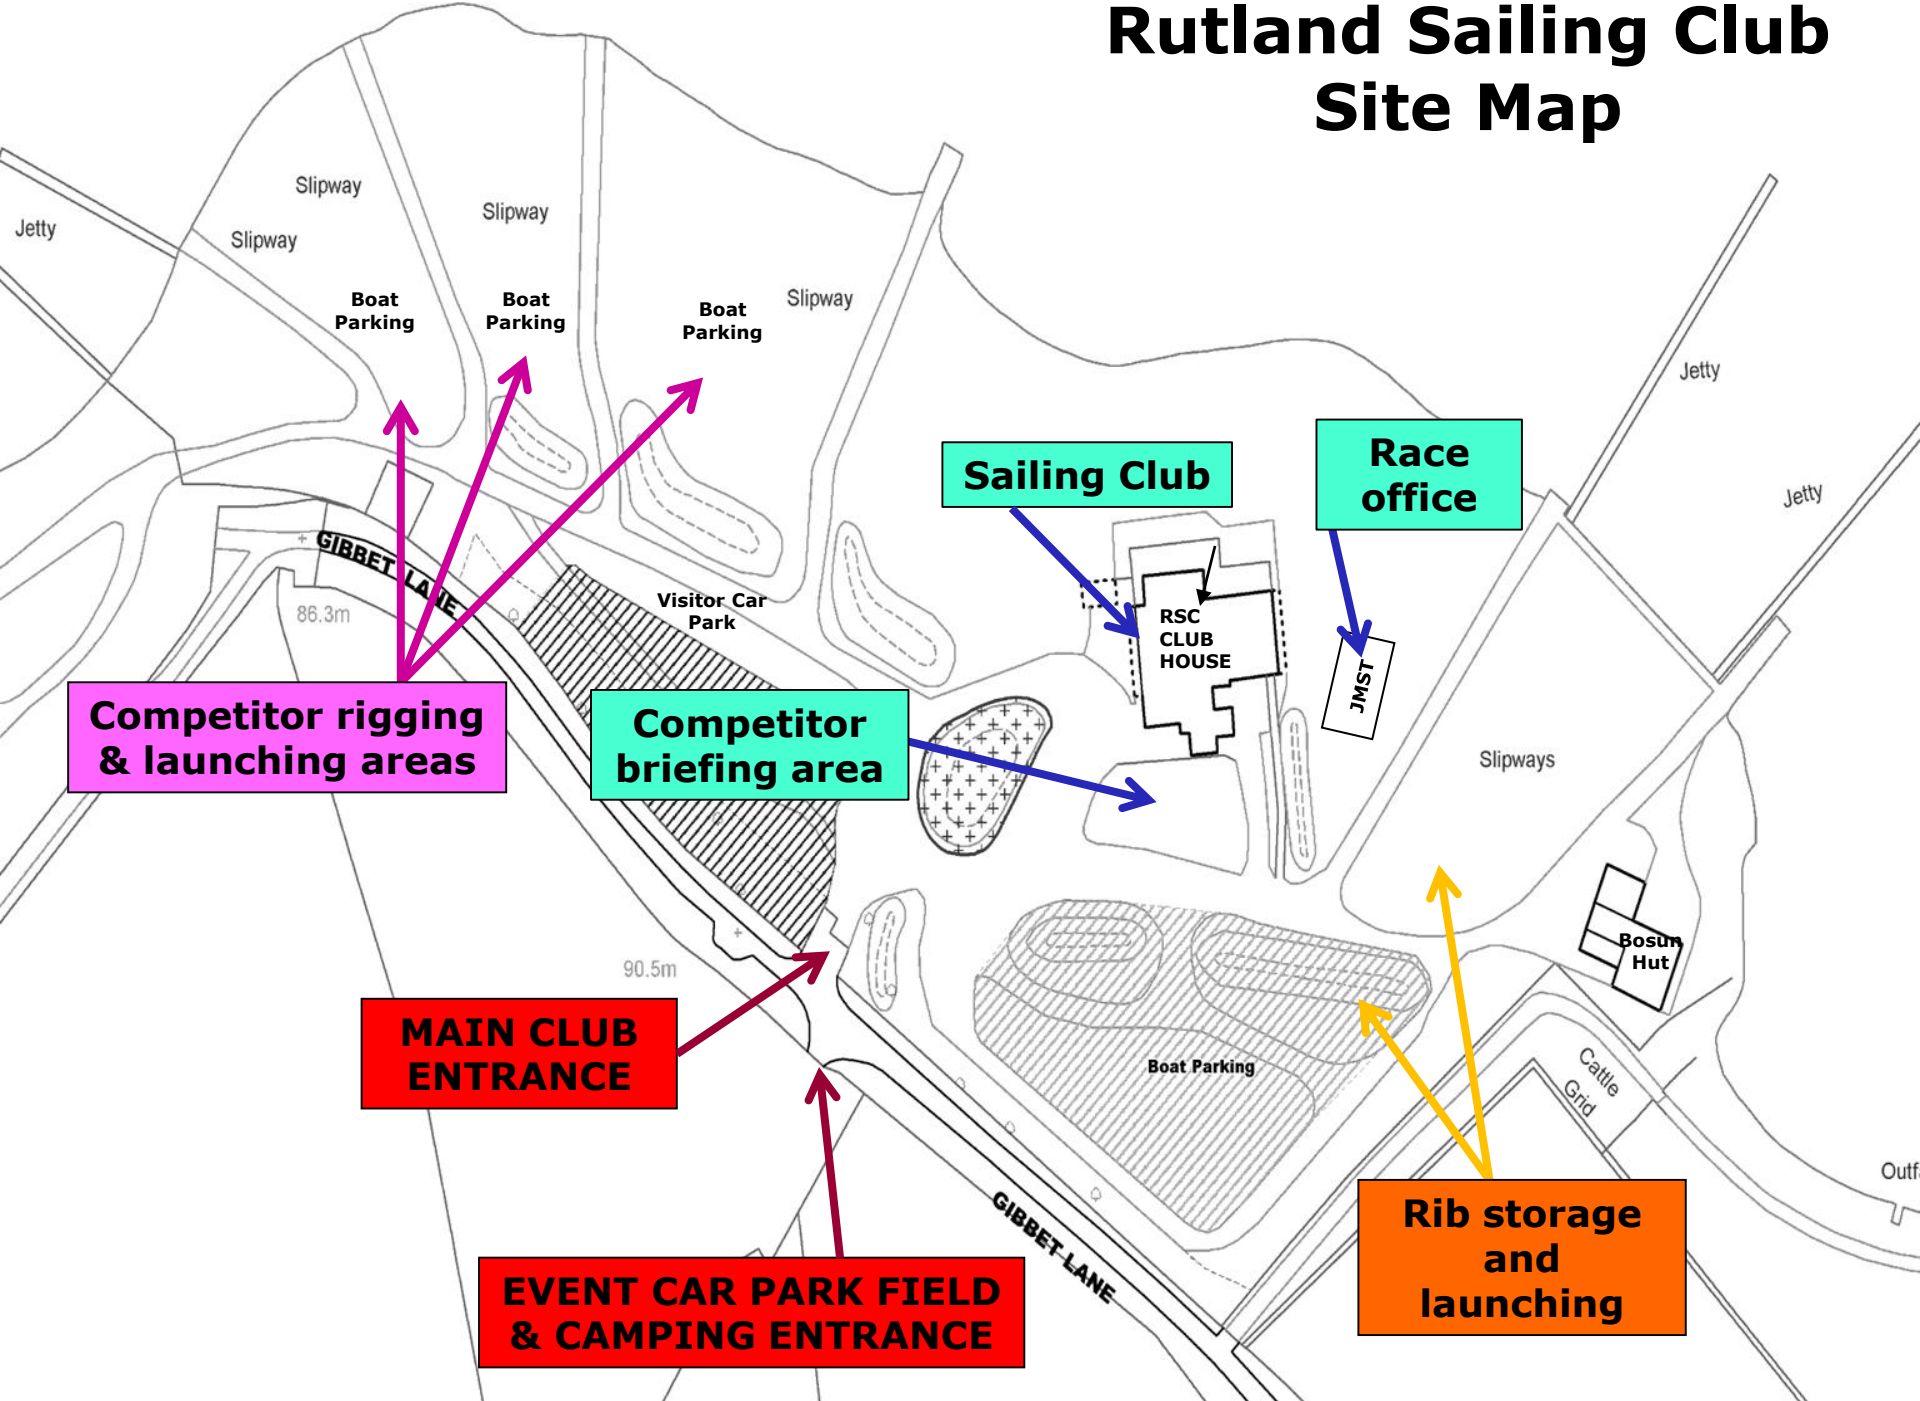 Rutland Sailing Club
Site Map
Slipway
Slipway
Slipway
Jetty
Slipway
Boat
Parking
Boat
Parking
Boat
Parking
Jetty
Jetty
Sailing Club
Race
office
GIBBET LANE
86.3m
Visitor Car
Park
RSC
CLUB
HOUSE
JMST
Competitor rigging
& launching areas
Competitor
briefing area
Slipways
Bosun
Hut
90.5m
MAIN CLUB
ENTRANCE
Boat Parking
Cattle
Grid
GIBBET LANE
Rib storage
and
launching
EVENT CAR PARK FIELD
& CAMPING ENTRANCE